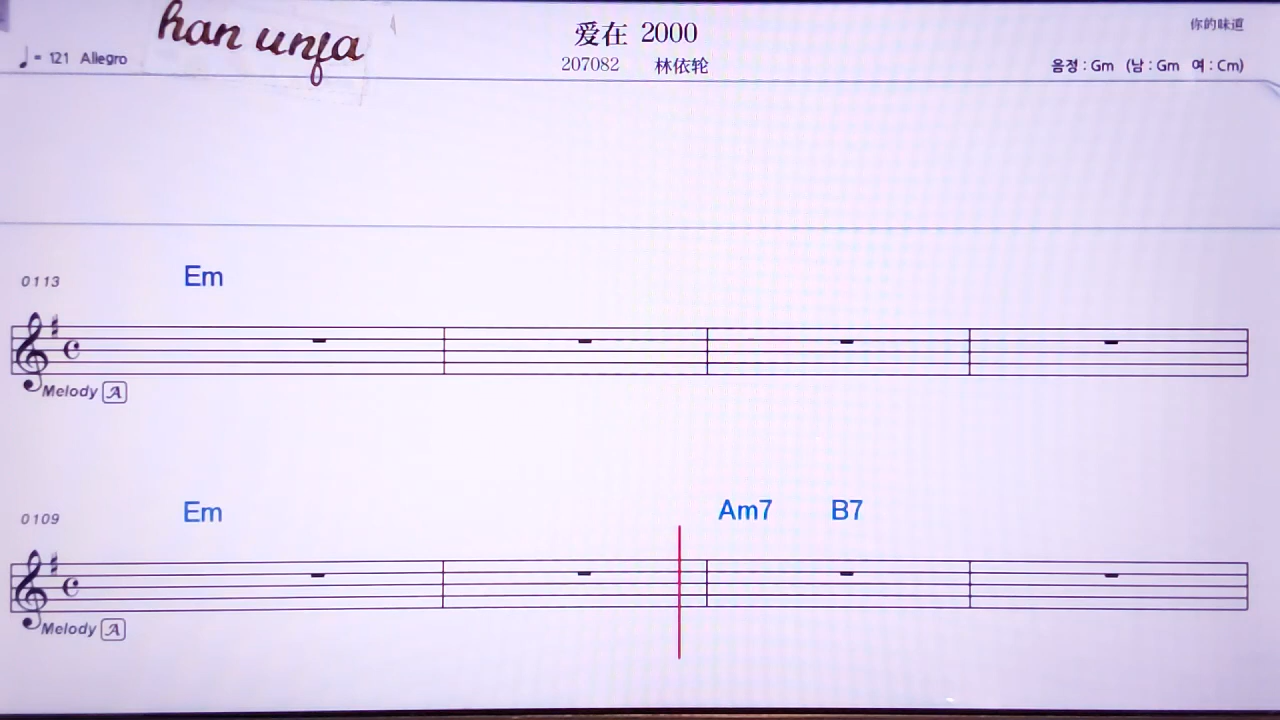 han unfa
爱在 2000
你的味道
♩= 121 Allegro
207082 林依轮
음정 : Gm (남 : Gm 여 : Cm)
0113 Em
Melody A
0109 Em Am7 B7
Melody A